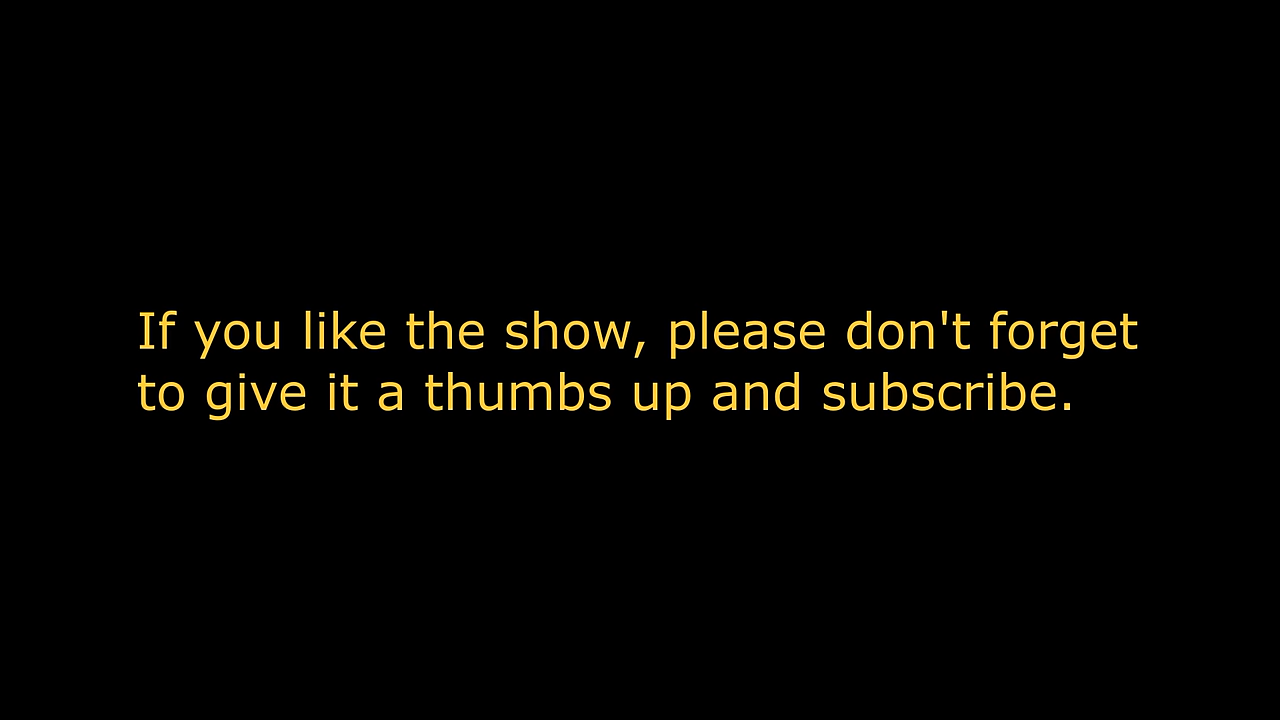 If you like the show, please don't forget
to give it a thumbs up and subscribe.